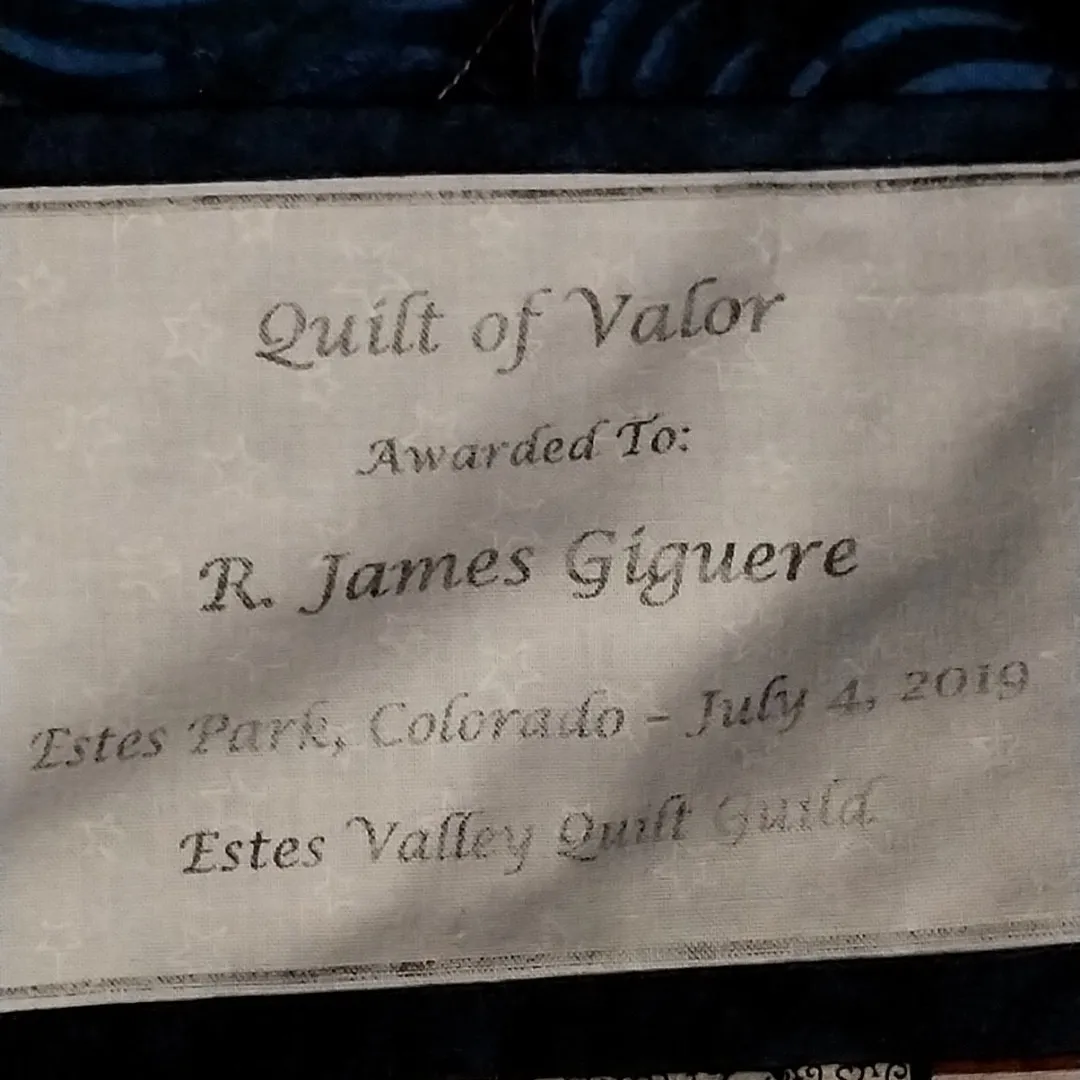 Quilt of Valor
Awarded To:
R. James Giguere
Estes Park, Colorado - July 4, 2019
Estes Valley Quilt Guild